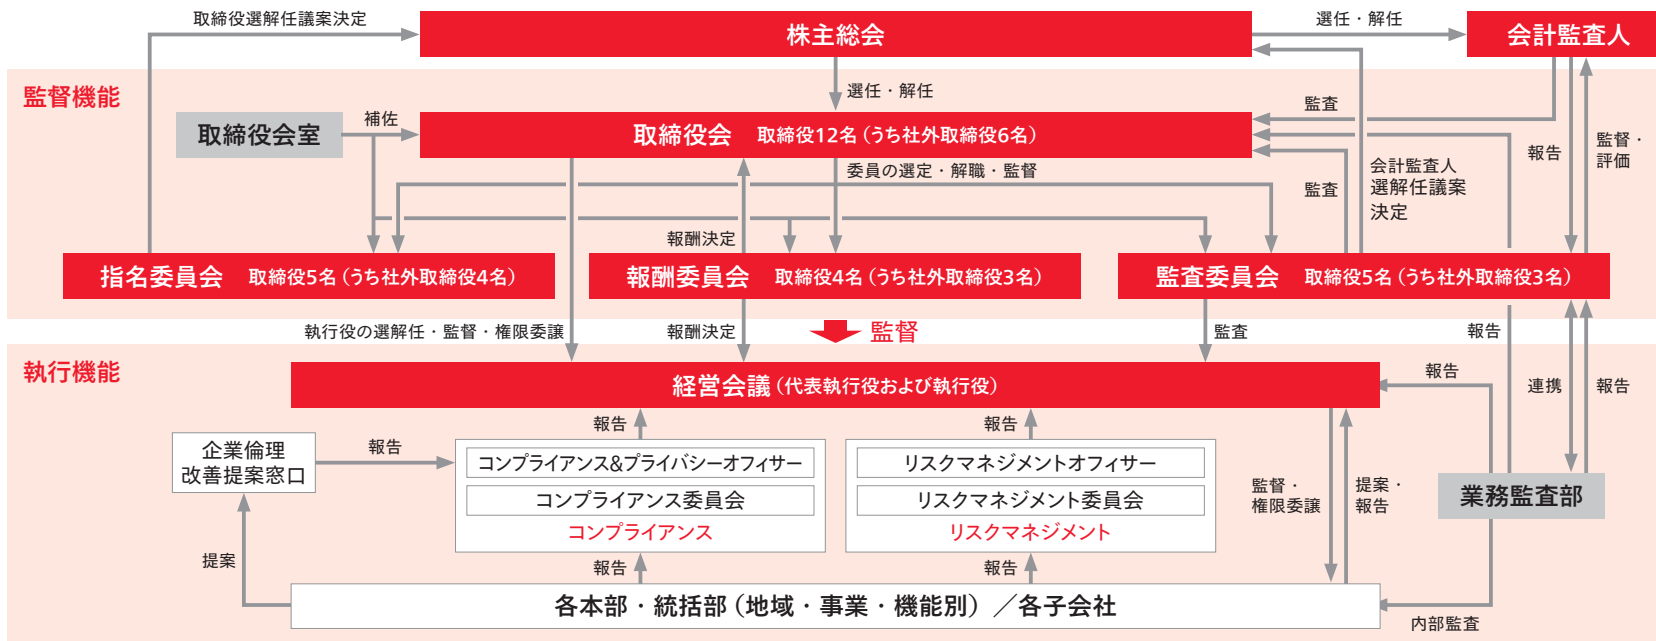 取締役選解任議案決定
株主総会
選任・解任
会計監査人
監督機能
選任・解任
監査
取締役会室
補佐
取締役会 取締役12名（うち社外取締役6名）
報告
監督・
評価
委員の選定・解職・監督
監査
会計監査人
選解任議案
決定
報酬決定
指名委員会 取締役5名（うち社外取締役4名）
報酬委員会 取締役4名（うち社外取締役3名）
監査委員会 取締役5名（うち社外取締役3名）
執行役の選解任・監督・権限委譲
報酬決定
監督
監査
報告
執行機能
経営会議（代表執行役および執行役）
報告
連携
報告
企業倫理
改善提案窓口
報告
報告
報告
コンプライアンス&プライバシーオフィサー
コンプライアンス委員会
コンプライアンス
リスクマネジメントオフィサー
リスクマネジメント委員会
リスクマネジメント
監督・
権限委譲
提案・
報告
業務監査部
提案
報告
報告
各本部・統括部（地域・事業・機能別）／各子会社
内部監査